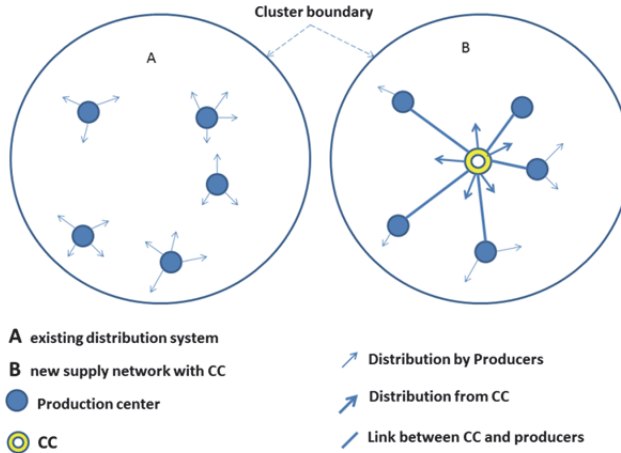 Cluster boundary
A
B
A existing distribution system
B new supply network with CC
Production center
CC
Distribution by Producers
Distribution from CC
Link between CC and producers